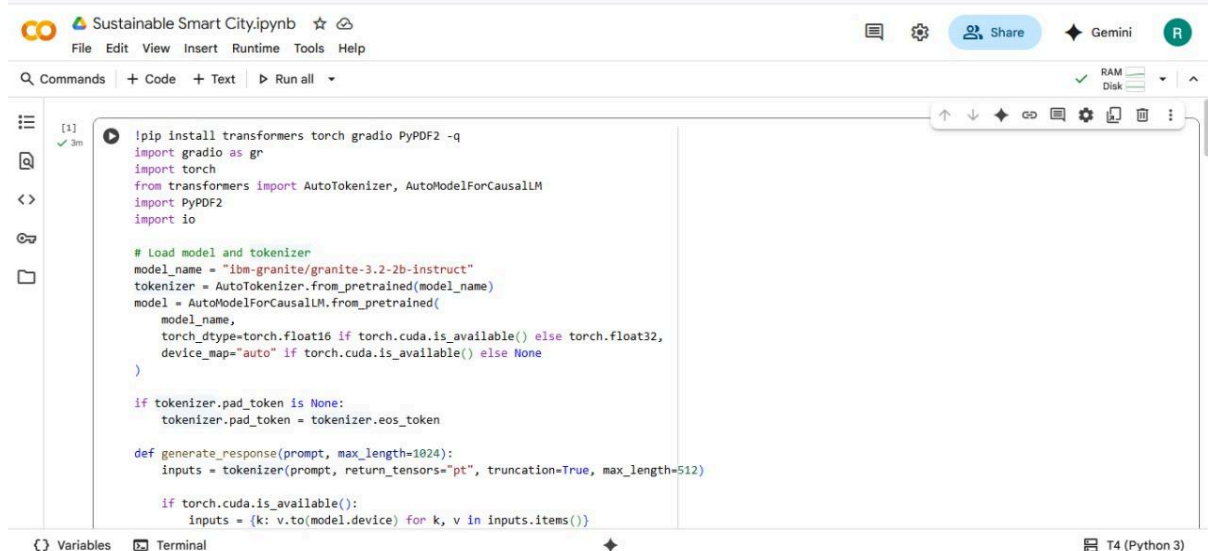 Sustainable Smart City.ipynb
File Edit View Insert Runtime Tools Help
Share
Gemini
R
Commands + Code + Text Run all
RAM
Disk
[1]
3m
!pip install transformers torch gradio PyPDF2 -q
import gradio as gr
import torch
from transformers import AutoTokenizer, AutoModelForCausalLM
import PyPDF2
import io
# Load model and tokenizer
model_name = "ibm-granite/granite-3.2-2b-instruct"
tokenizer = AutoTokenizer.from_pretrained(model_name)
model = AutoModelForCausalLM.from_pretrained(
    model_name,
    torch_dtype=torch.float16 if torch.cuda.is_available() else torch.float32,
    device_map="auto" if torch.cuda.is_available() else None
)
if tokenizer.pad_token is None:
    tokenizer.pad_token = tokenizer.eos_token
def generate_response(prompt, max_length=1024):
    inputs = tokenizer(prompt, return_tensors="pt", truncation=True, max_length=512)
    if torch.cuda.is_available():
        inputs = {k: v.to(model.device) for k, v in inputs.items()}
{} Variables Terminal T4 (Python 3)